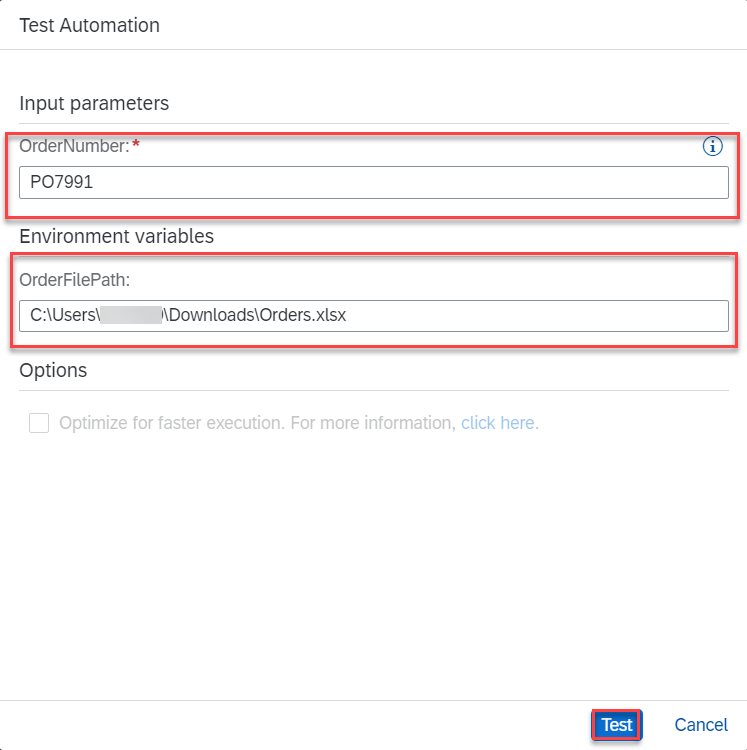 Test Automation
Input parameters
OrderNumber:*
PO7991
Environment variables
OrderFilePath:
C:\Users\ \Downloads\Orders.xlsx
Options
Optimize for faster execution. For more information, click here.
Test Cancel